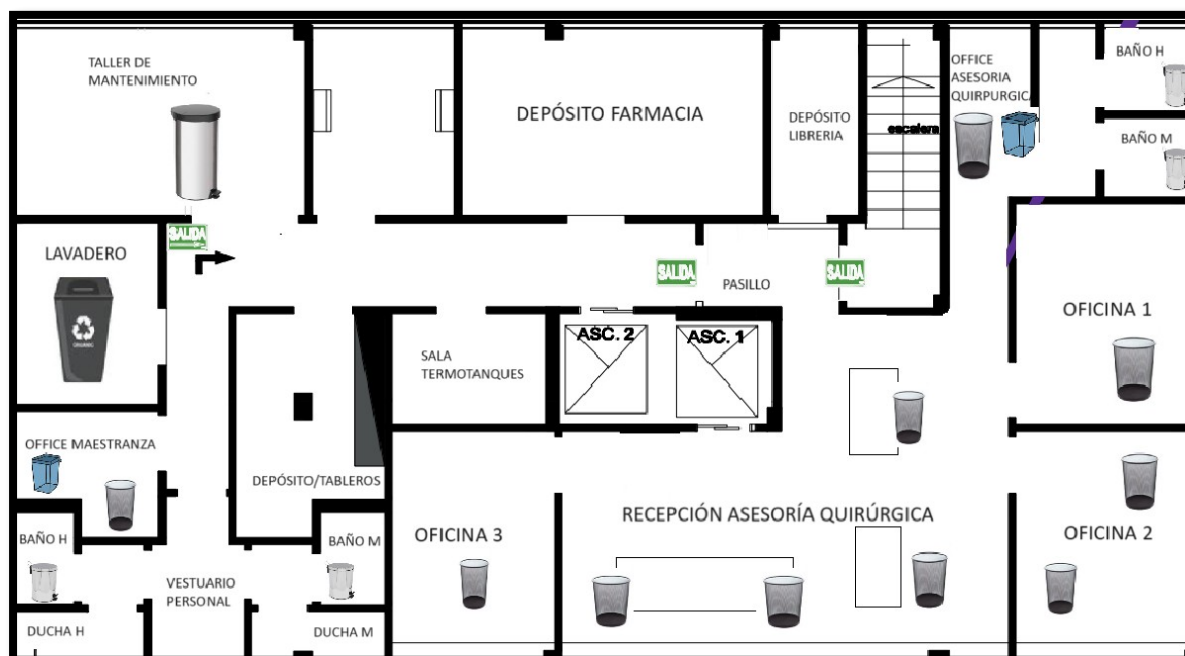 TALLER DE
MANTENIMIENTO
DEPÓSITO FARMACIA
DEPÓSITO
LIBRERIA
escalera
OFFICE
ASESORIA
QUIRPURGICA
BAÑO H
BAÑO M
LAVADERO
ORGANIC
SALIDA
SALIDA
PASILLO
SALIDA
OFICINA 1
SALA
TERMOTANQUES
ASC. 2
ASC. 1
OFFICE MAESTRANZA
DEPÓSITO/TABLEROS
OFICINA 3
RECEPCIÓN ASESORÍA QUIRÚRGICA
OFICINA 2
BAÑO H
BAÑO M
VESTUARIO
PERSONAL
DUCHA H
DUCHA M